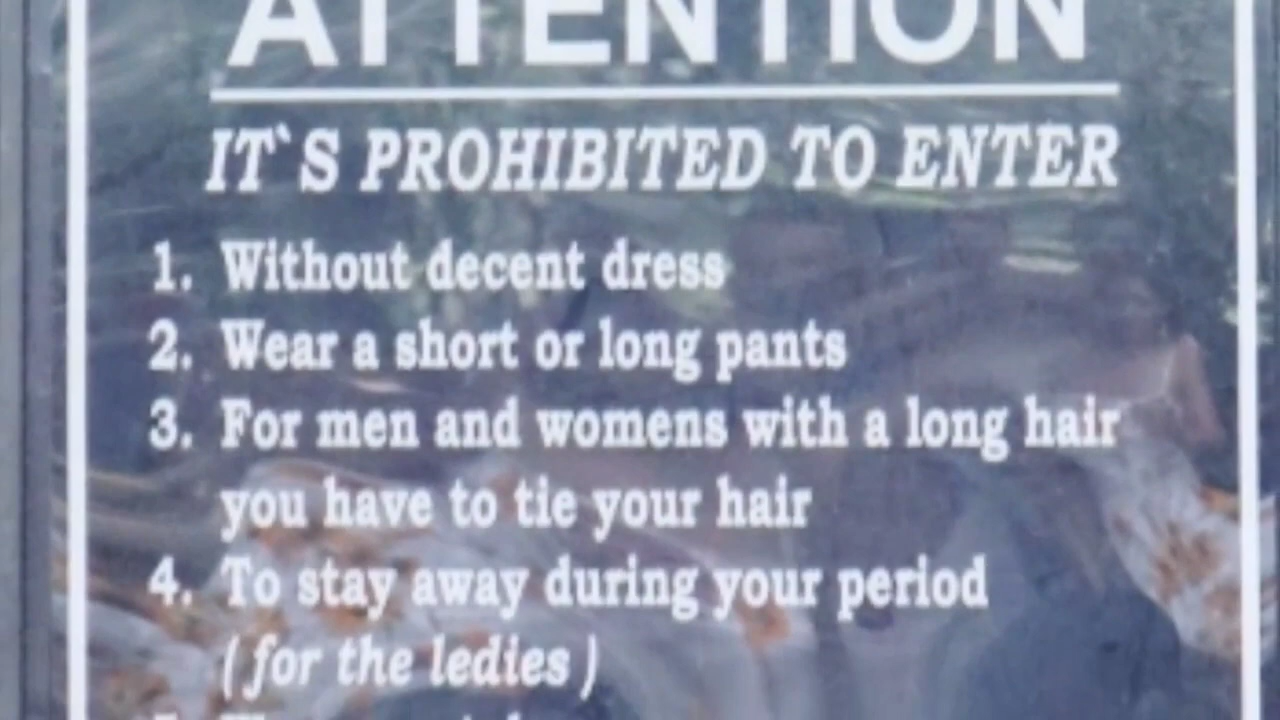 ATTENTION
IT`S PROHIBITED TO ENTER
1. Without decent dress
2. Wear a short or long pants
3. For men and womens with a long hair
you have to tie your hair
4. To stay away during your period
(for the ledies)